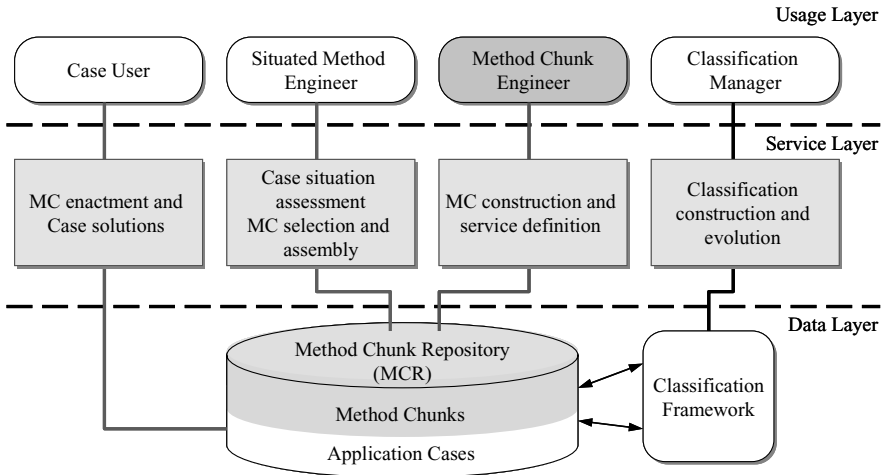 Usage Layer
Case User
Situated Method
Engineer
Method Chunk
Engineer
Classification
Manager
Service Layer
MC enactment and
Case solutions
Case situation
assessment
MC selection and
assembly
MC construction and
service definition
Classification
construction and
evolution
Data Layer
Method Chunk Repository
(MCR)
Method Chunks
Application Cases
Classification
Framework